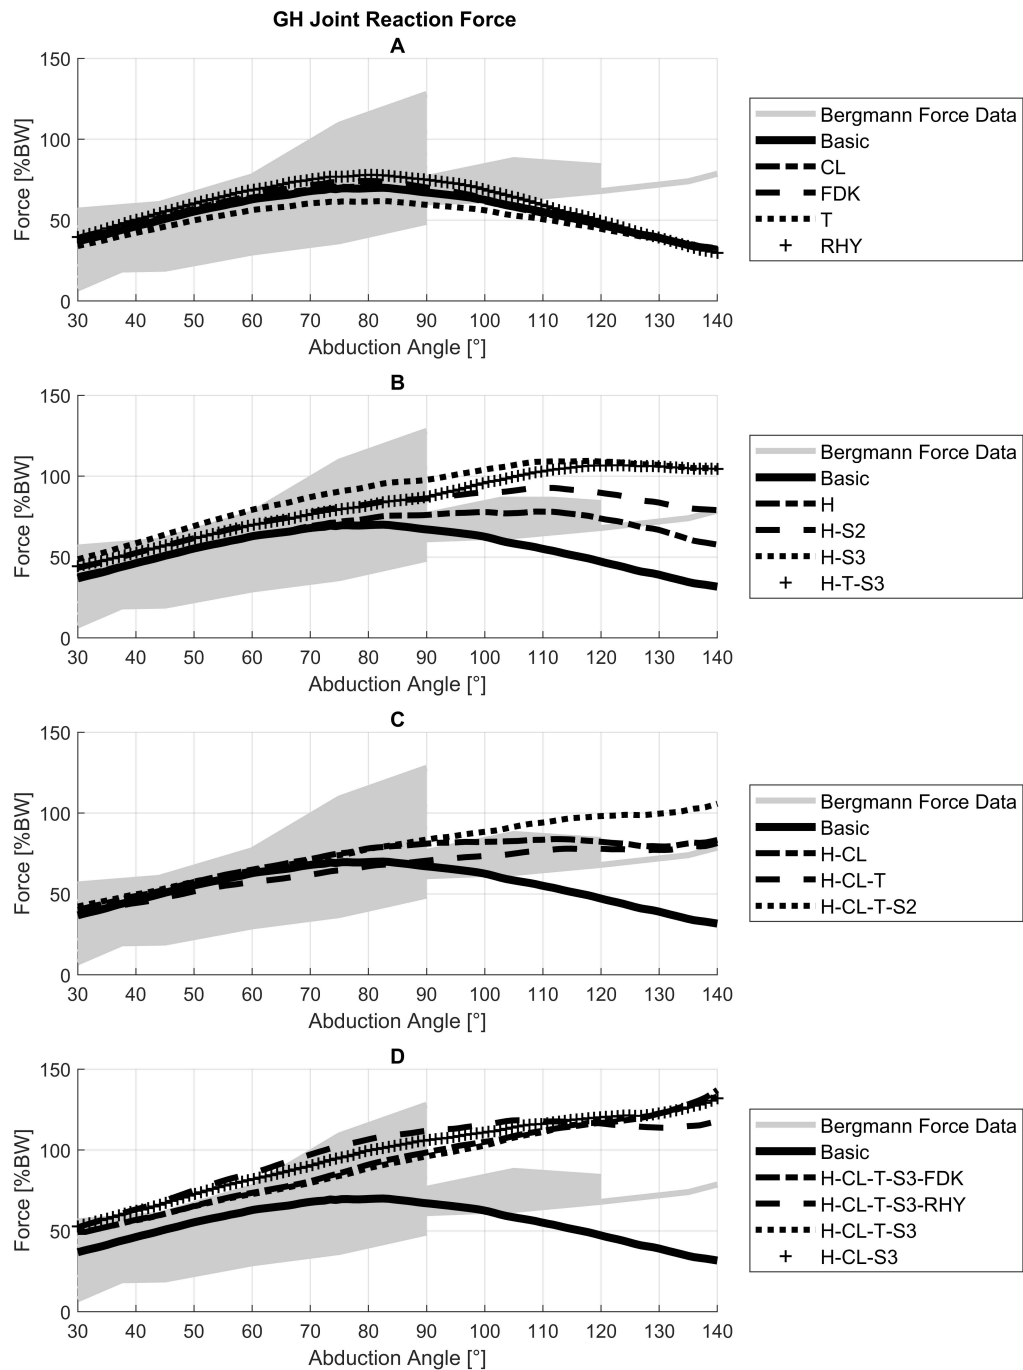 GH Joint Reaction Force
A
150
100
50
0
Force [%BW]
30 40 50 60 70 80 90 100 110 120 130 140
Abduction Angle [°]
Bergmann Force Data
Basic
CL
FDK
T
RHY
B
150
100
50
0
Force [%BW]
30 40 50 60 70 80 90 100 110 120 130 140
Abduction Angle [°]
Bergmann Force Data
Basic
H
H-S2
H-S3
H-T-S3
C
150
100
50
0
Force [%BW]
30 40 50 60 70 80 90 100 110 120 130 140
Abduction Angle [°]
Bergmann Force Data
Basic
H-CL
H-CL-T
H-CL-T-S2
D
150
100
50
0
Force [%BW]
30 40 50 60 70 80 90 100 110 120 130 140
Abduction Angle [°]
Bergmann Force Data
Basic
H-CL-T-S3-FDK
H-CL-T-S3-RHY
H-CL-T-S3
H-CL-S3